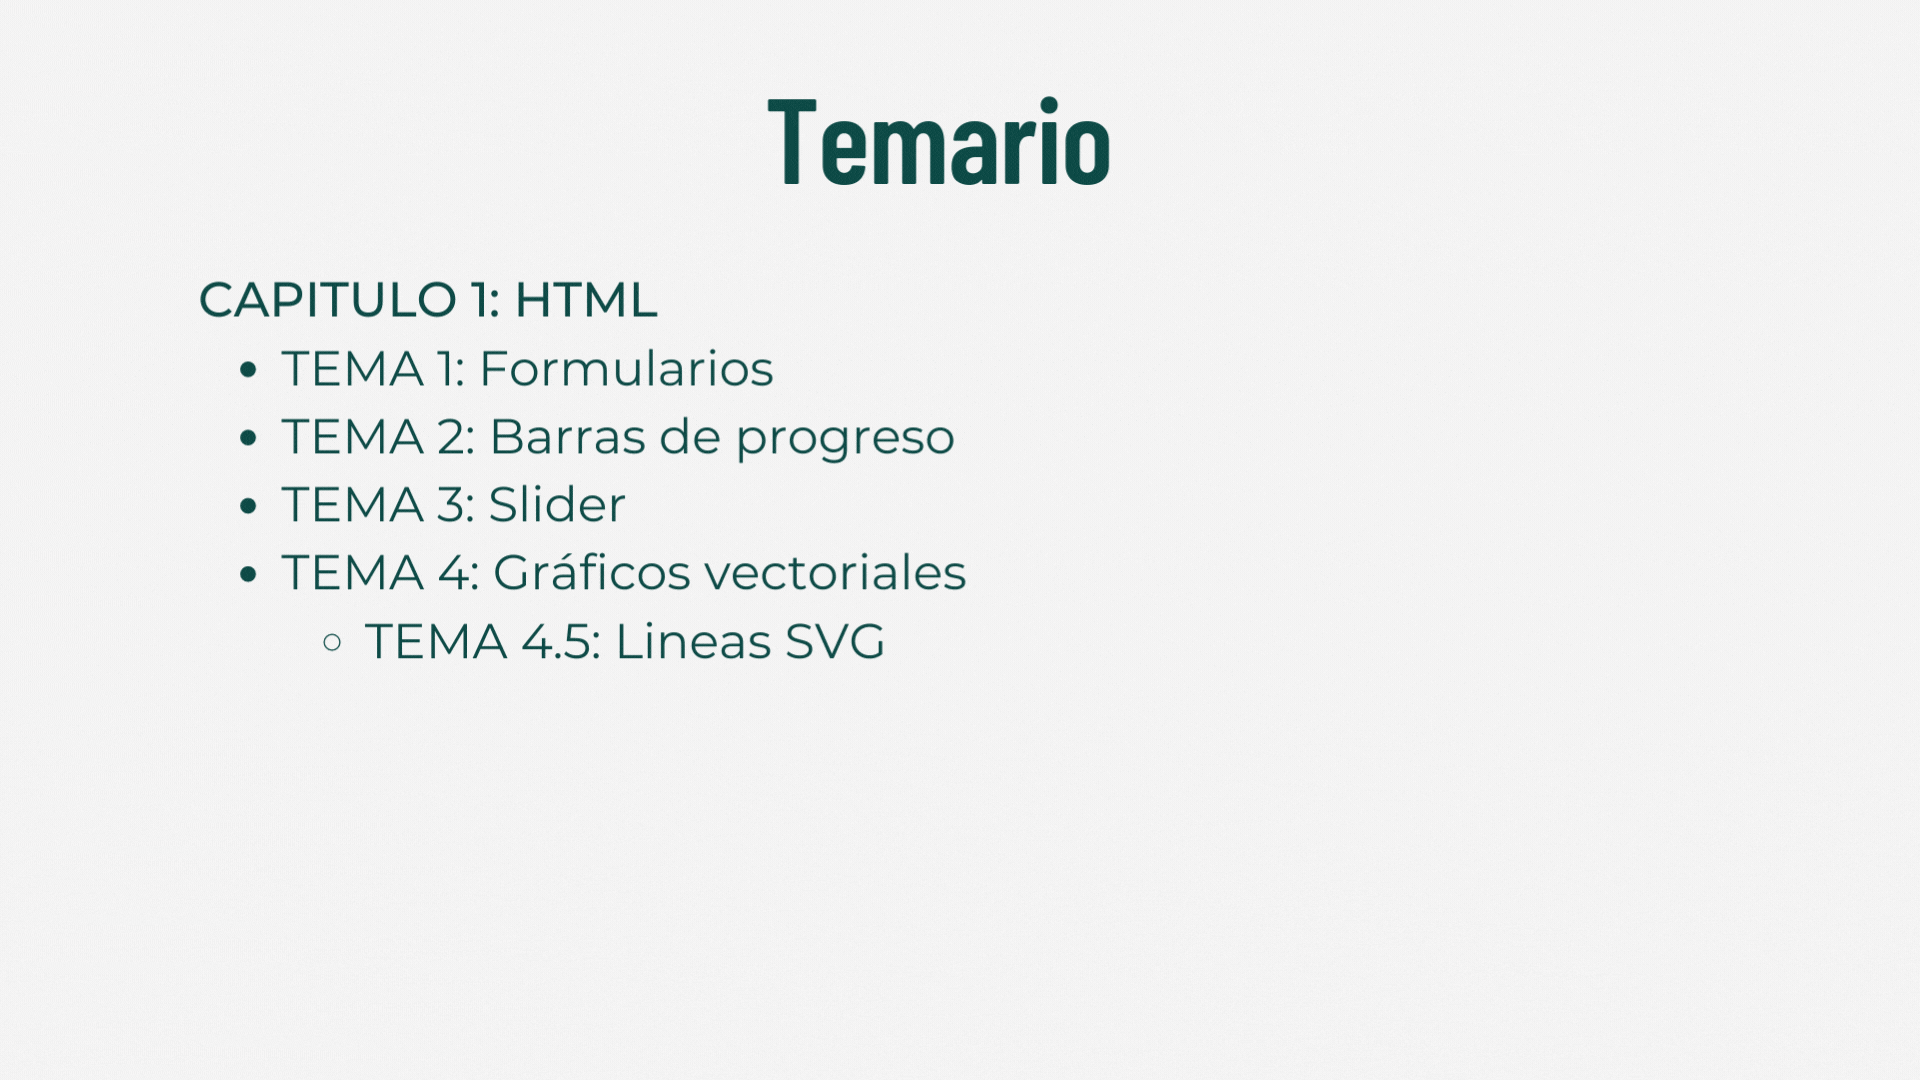 Temario
CAPITULO 1: HTML
• TEMA 1: Formularios
• TEMA 2: Barras de progreso
• TEMA 3: Slider
• TEMA 4: Gráficos vectoriales
◦ TEMA 4.5: Lineas SVG